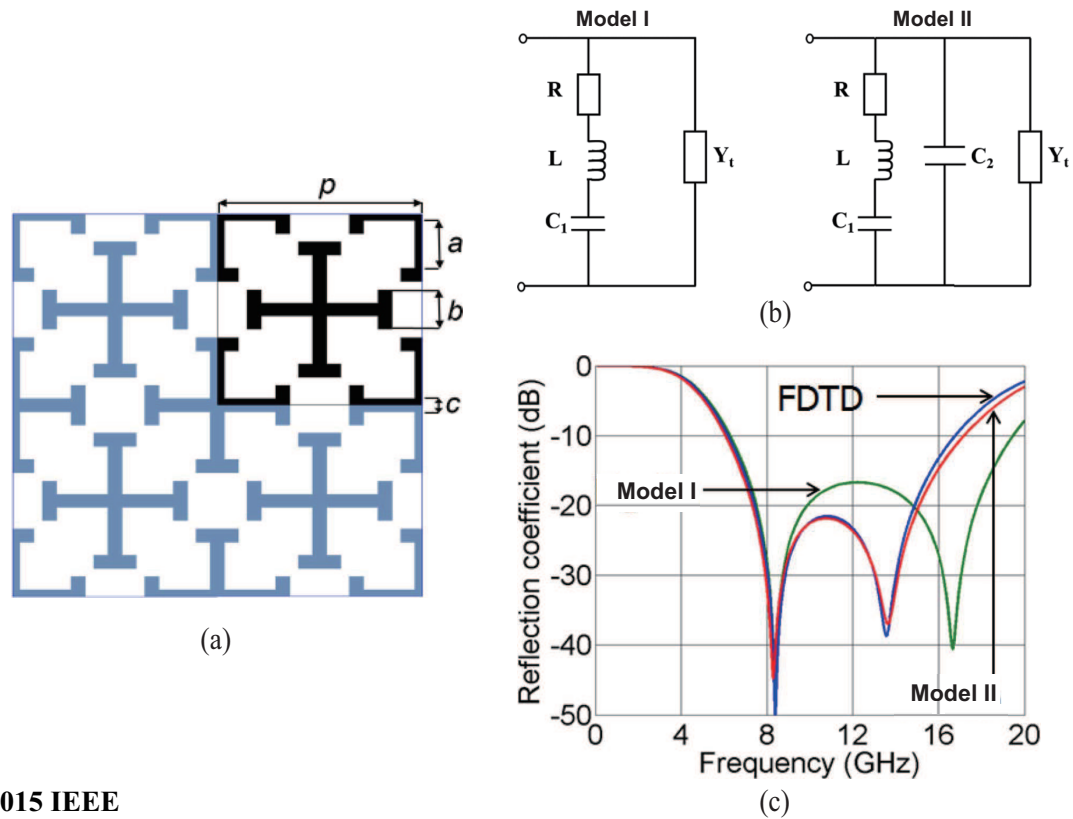 Model I
R
L
C1
Yt
Model II
R
L
C1
C2
Yt
(b)
p
a
b
c
(a)
Reflection coefficient (dB)
0
-10
-20
-30
-40
-50
FDTD
Model I
Model II
0 4 8 12 16 20
Frequency (GHz)
(c)
015 IEEE